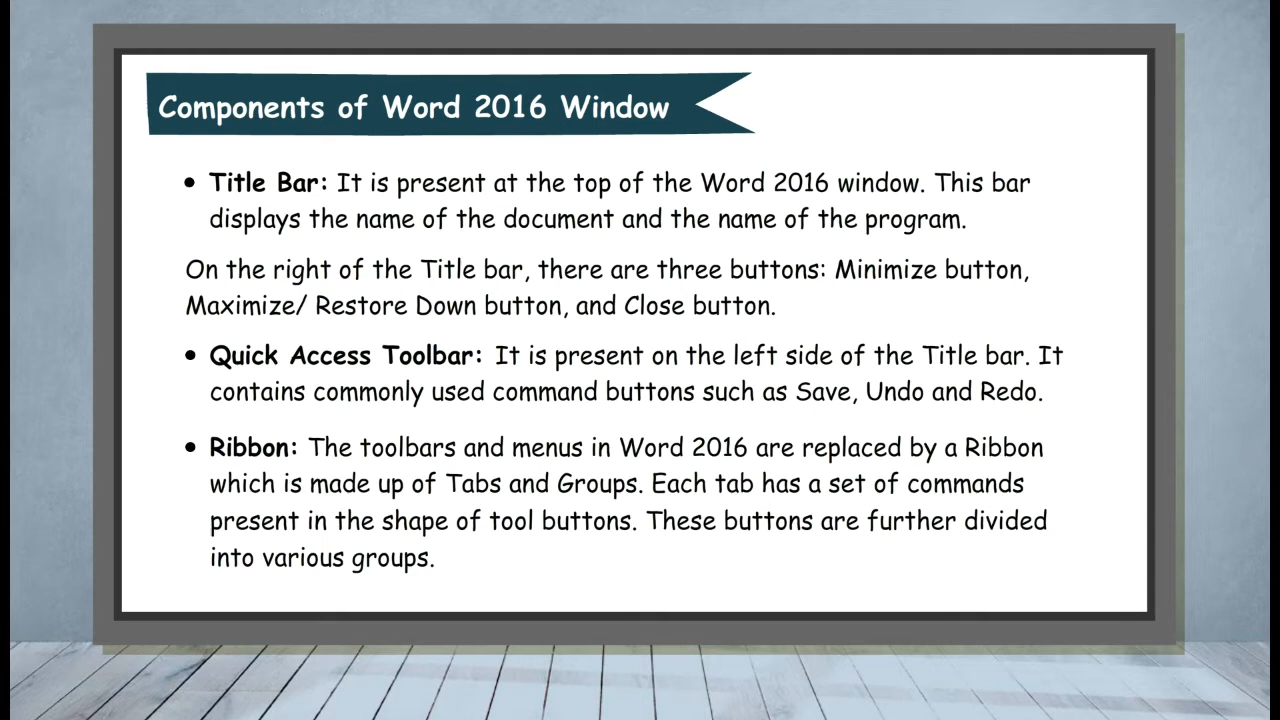 Components of Word 2016 Window
• Title Bar: It is present at the top of the Word 2016 window. This bar
displays the name of the document and the name of the program.
On the right of the Title bar, there are three buttons: Minimize button,
Maximize/ Restore Down button, and Close button.
• Quick Access Toolbar: It is present on the left side of the Title bar. It
contains commonly used command buttons such as Save, Undo and Redo.
• Ribbon: The toolbars and menus in Word 2016 are replaced by a Ribbon
which is made up of Tabs and Groups. Each tab has a set of commands
present in the shape of tool buttons. These buttons are further divided
into various groups.